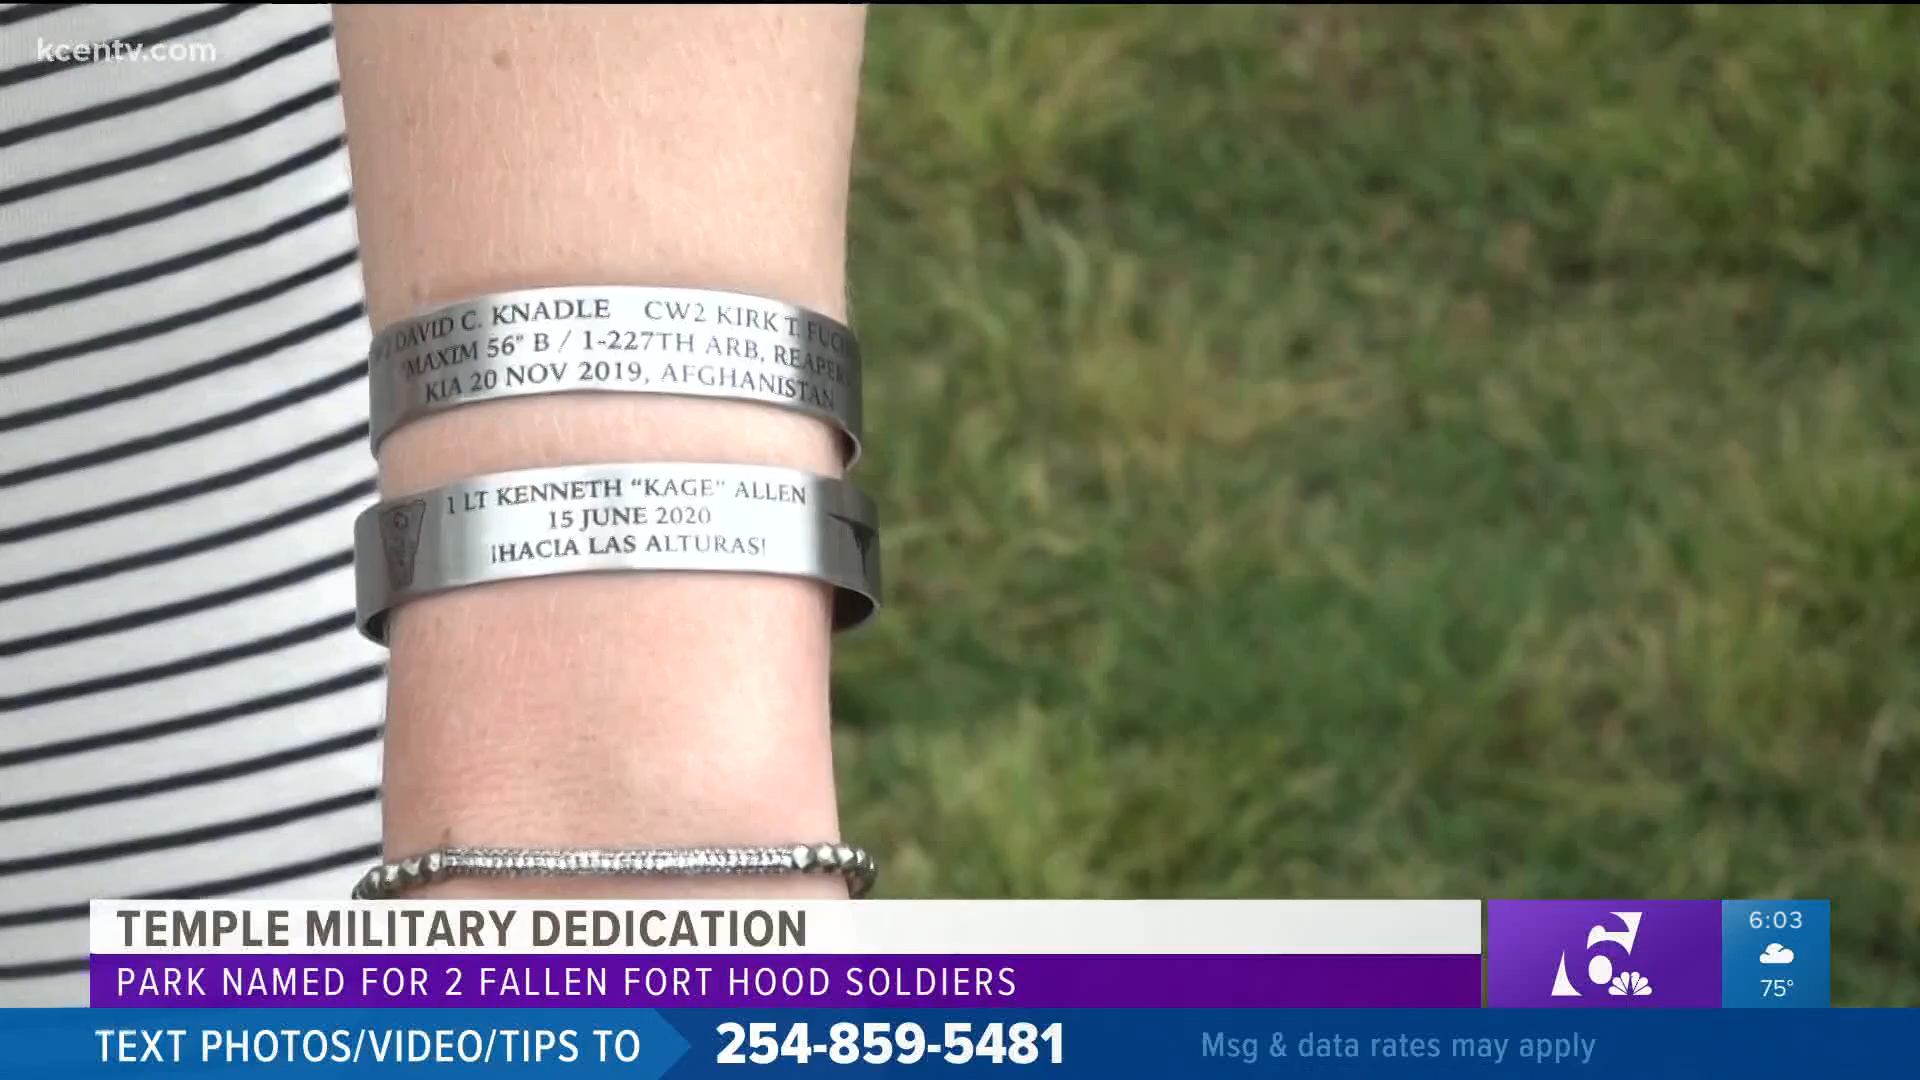 kcentv.com
DAVID C. KNADLE CW2 KIRK T.
"MAXIM 56" B / 1-227TH ARB,
KIA 20 NOV 2019, AFGHANISTAN
1 LT KENNETH “KAGE” ALLEN
15 JUNE 2020
¡HACIA LAS ALTURAS!
TEMPLE MILITARY DEDICATION
PARK NAMED FOR 2 FALLEN FORT HOOD SOLDIERS
6:03
75°
6
TEXT PHOTOS/VIDEO/TIPS TO 254-859-5481 Msg & data rates may apply